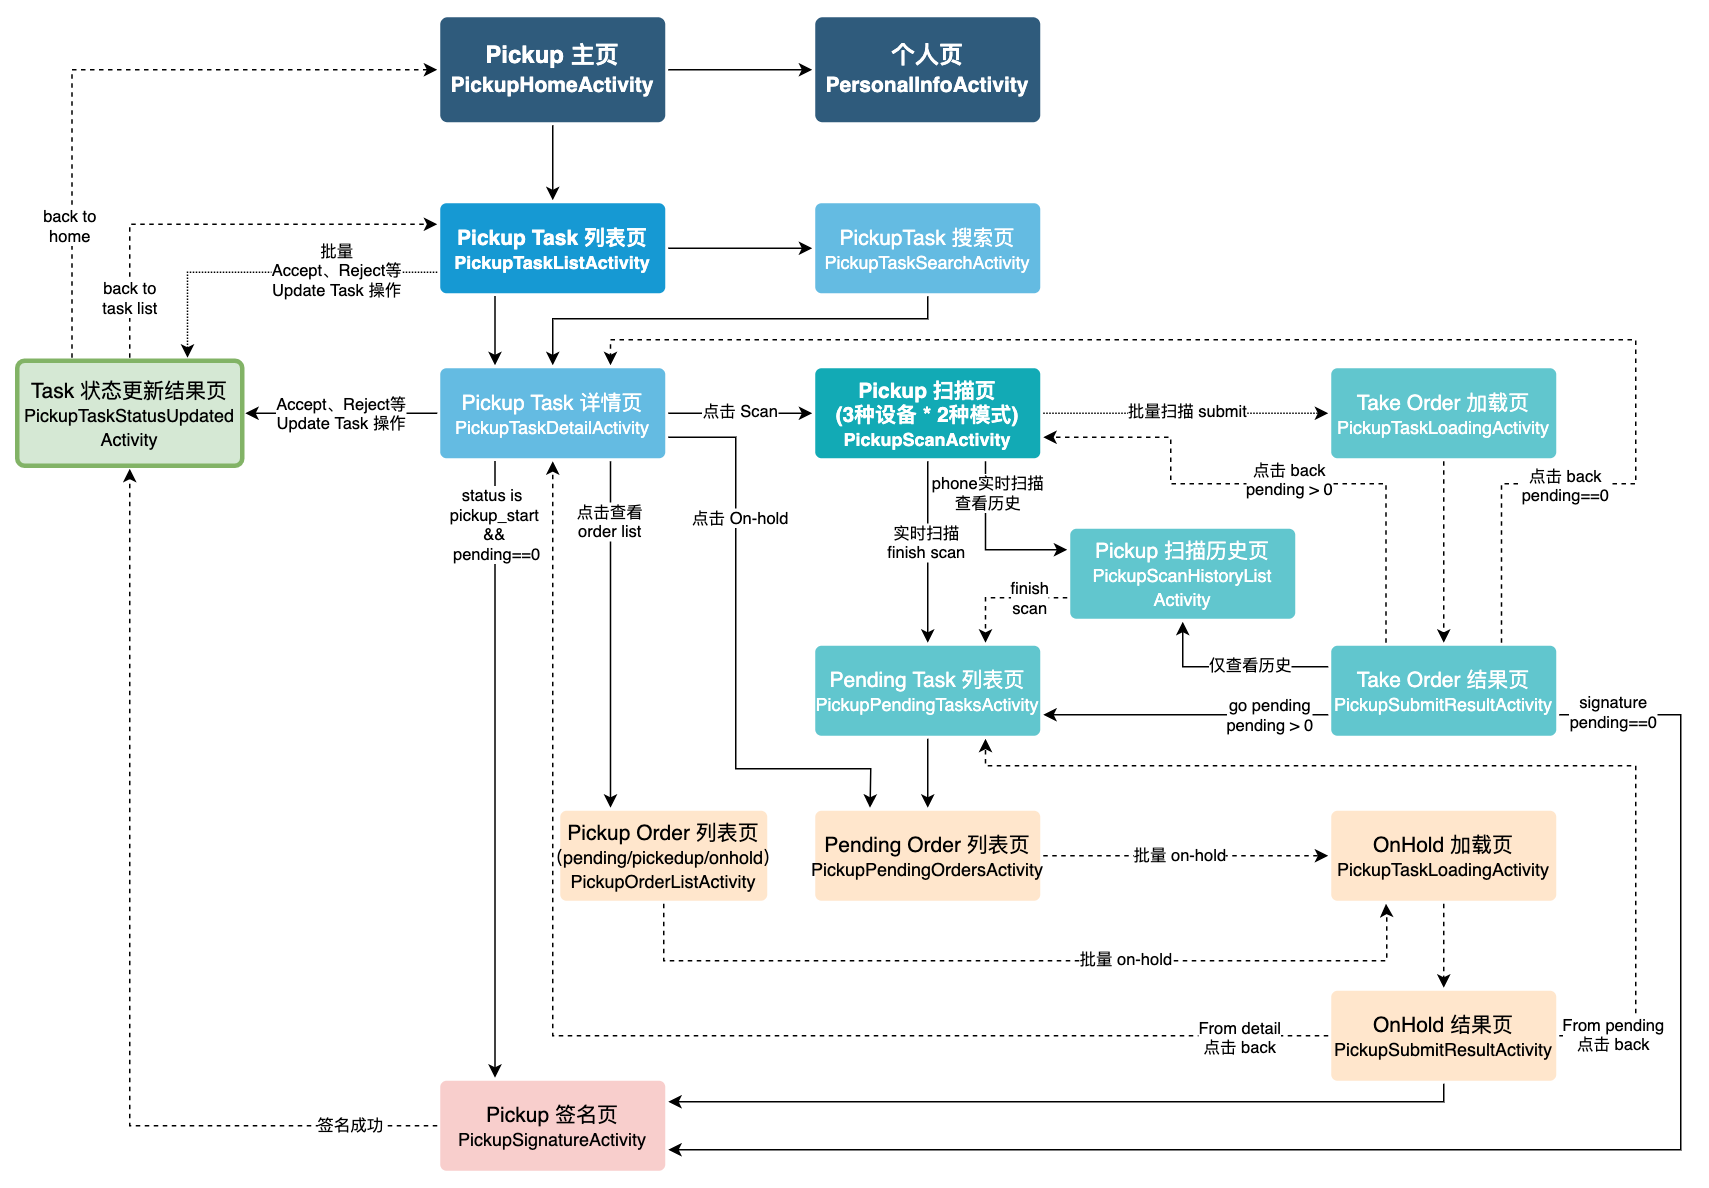 Pickup 主页
PickupHomeActivity
个人页
PersonalInfoActivity
back to
home
Pickup Task 列表页
PickupTaskListActivity
PickupTask 搜索页
PickupTaskSearchActivity
批量
Accept、Reject等
Update Task 操作
back to
task list
Task 状态更新结果页
PickupTaskStatusUpdated
Activity
Accept、Reject等
Update Task 操作
Pickup Task 详情页
PickupTaskDetailActivity
点击 Scan
Pickup 扫描页
(3种设备 * 2种模式)
PickupScanActivity
批量扫描 submit
Take Order 加载页
PickupTaskLoadingActivity
点击 back
pending > 0
点击 back
pending==0
status is
pickup_start
&&
pending==0
点击查看
order list
点击 On-hold
phone实时扫描
查看历史
实时扫描
finish scan
Pickup 扫描历史页
PickupScanHistoryList
Activity
finish
scan
仅查看历史
Pending Task 列表页
PickupPendingTasksActivity
go pending
pending > 0
Take Order 结果页
PickupSubmitResultActivity
signature
pending==0
Pickup Order 列表页
(pending/pickedup/onhold)
PickupOrderListActivity
Pending Order 列表页
PickupPendingOrdersActivity
批量 on-hold
OnHold 加载页
PickupTaskLoadingActivity
批量 on-hold
From detail
点击 back
OnHold 结果页
PickupSubmitResultActivity
From pending
点击 back
Pickup 签名页
PickupSignatureActivity
签名成功